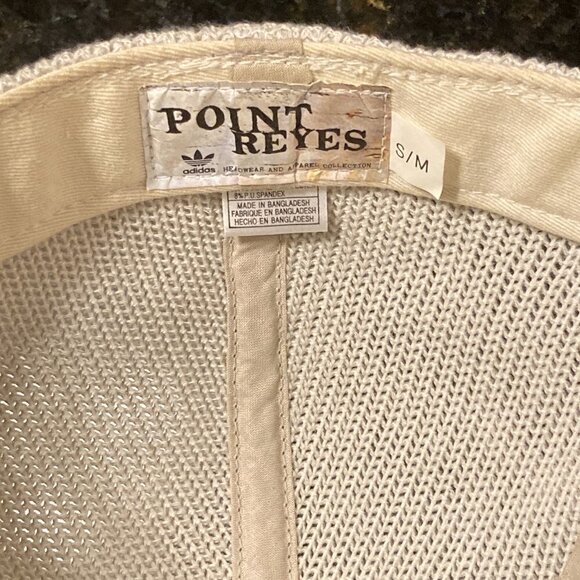 POINT
REYES
adidas
HEADWEAR AND APPAREL COLLECTION
S/M
8% P.U SPANDEX
MADE IN BANGLADESH
FABRIQUE EN BANGLADESH
HECHO EN BANGLADESH